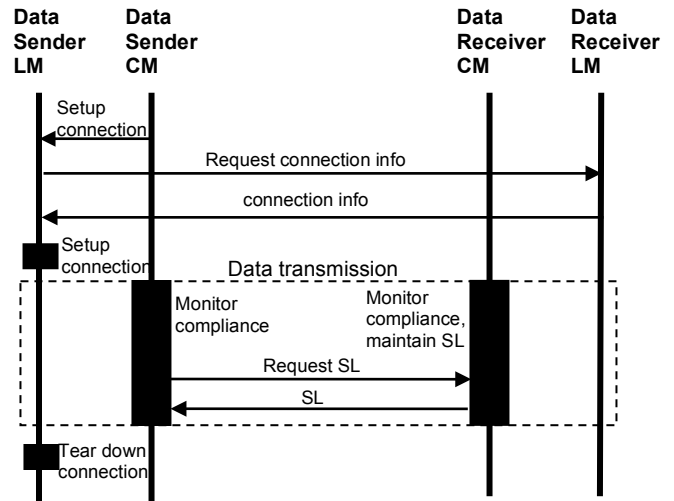 Data
Sender
LM
Data
Sender
CM
Data
Receiver
CM
Data
Receiver
LM
Setup
connection
Request connection info
connection info
Setup
connection
Data transmission
Monitor
compliance
Monitor
compliance,
maintain SL
Request SL
SL
Tear down
connection